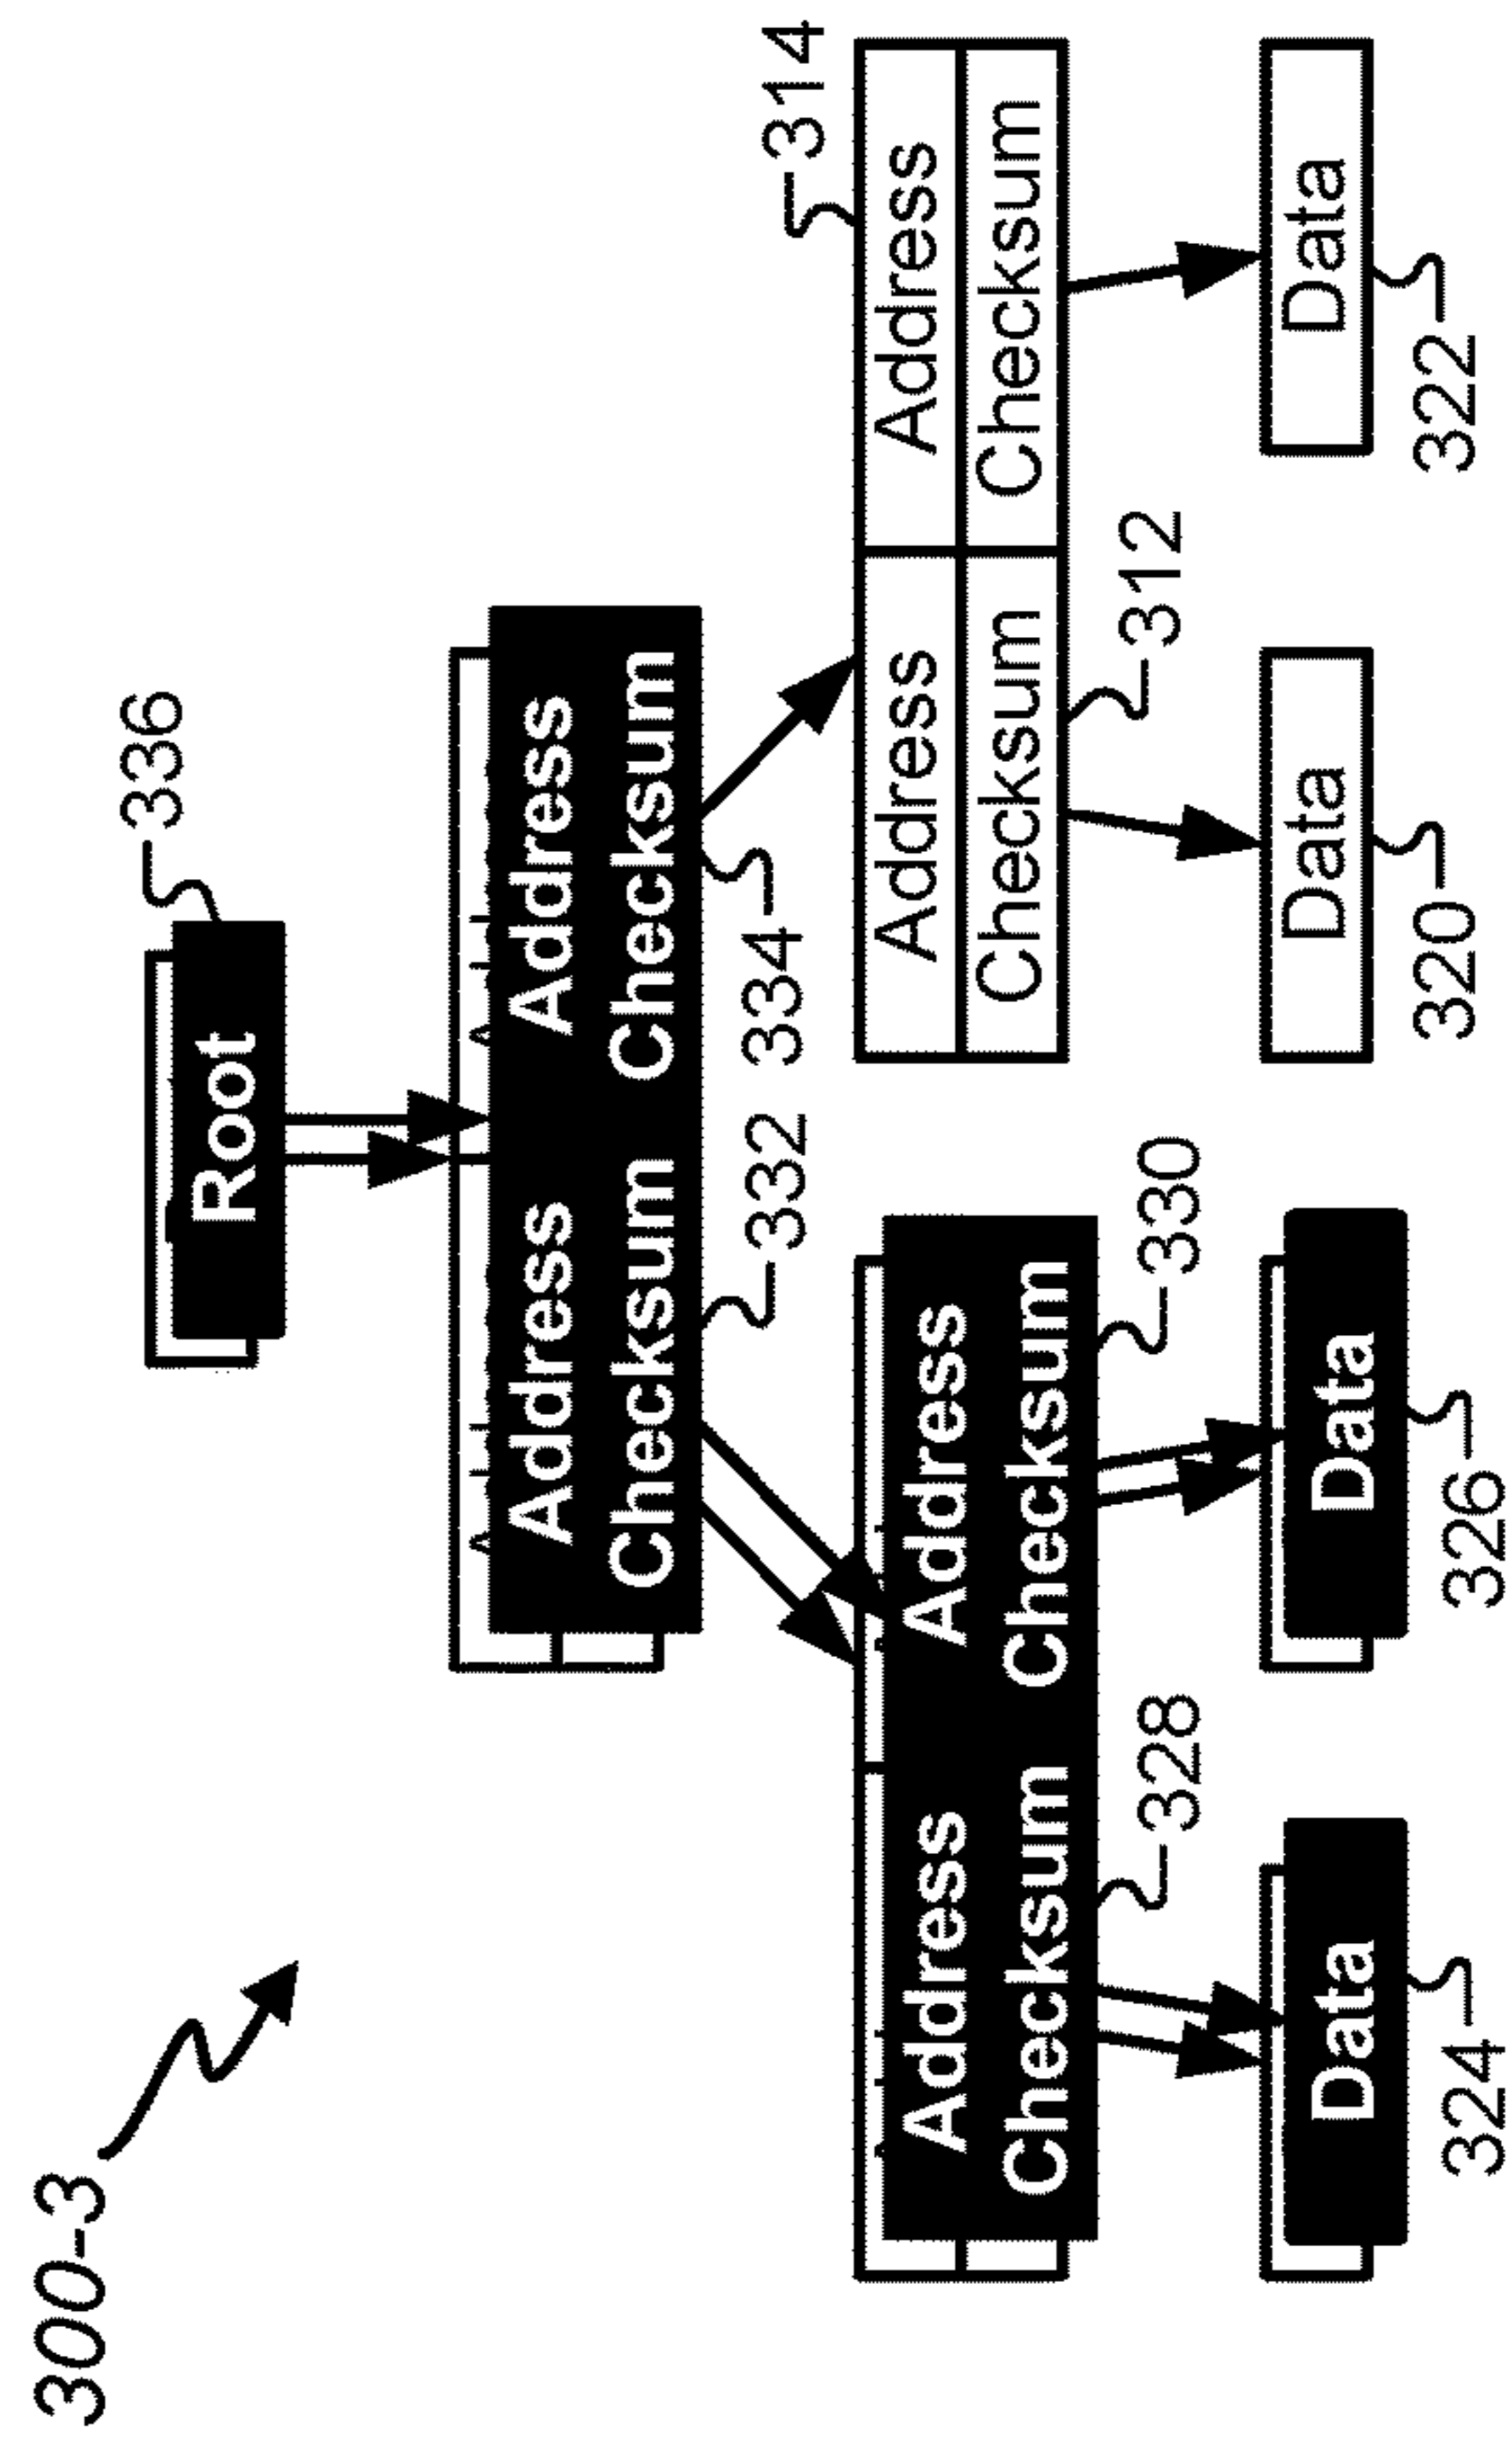 300-3
336
Root
Address Address
Checksum Checksum
332 334
314
Address Address Address Address
Checksum Checksum Checksum Checksum
328 330 312
Data Data Data Data
324 326 320 322